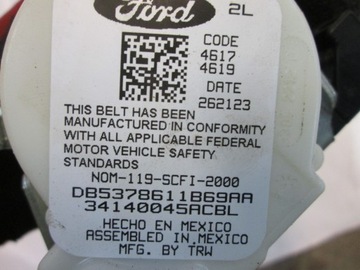 Ford
2L
CODE
4617
4619
DATE
262123
THIS BELT HAS BEEN
MANUFACTURED IN CONFORMITY
WITH ALL APPLICABLE FEDERAL
MOTOR VEHICLE SAFETY
STANDARDS
NOM-119-SCFI-2000
DB5378611B69AA
34140045ACBL
HECHO EN MEXICO
ASSEMBLED IN MEXICO
MFG. BY TRW